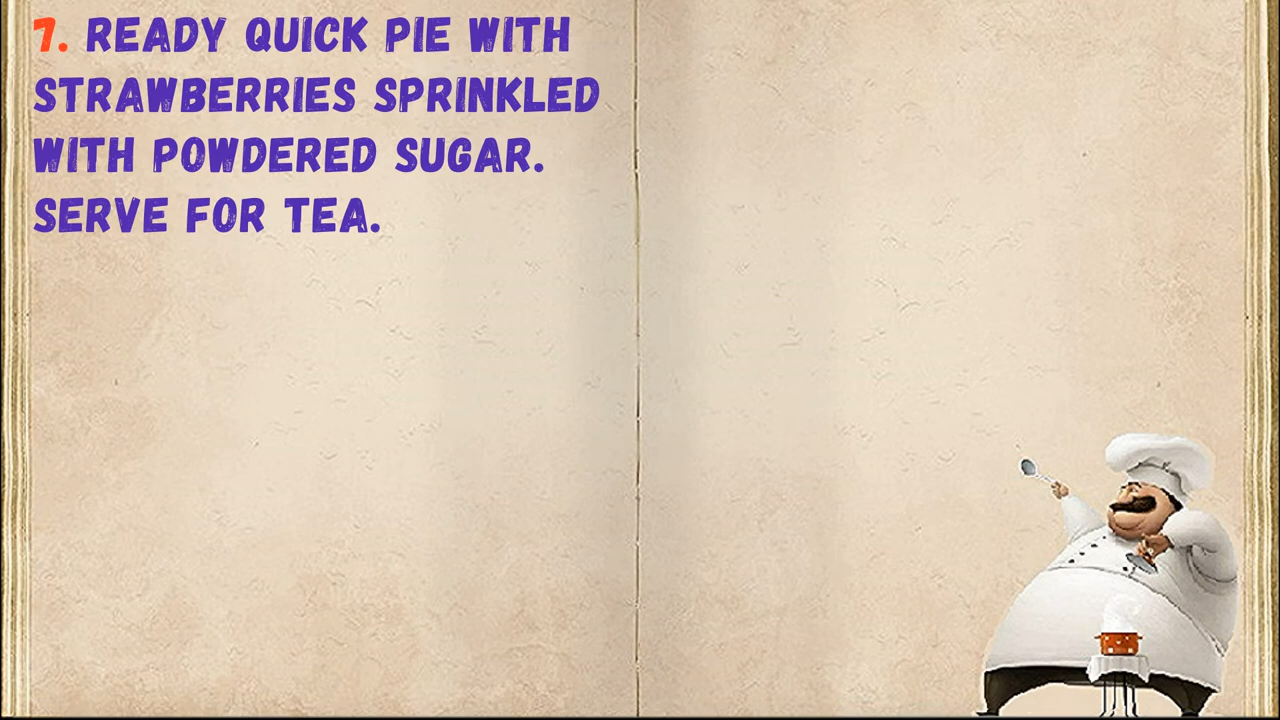 7. READY QUICK PIE WITH
STRAWBERRIES SPRINKLED
WITH POWDERED SUGAR.
SERVE FOR TEA.